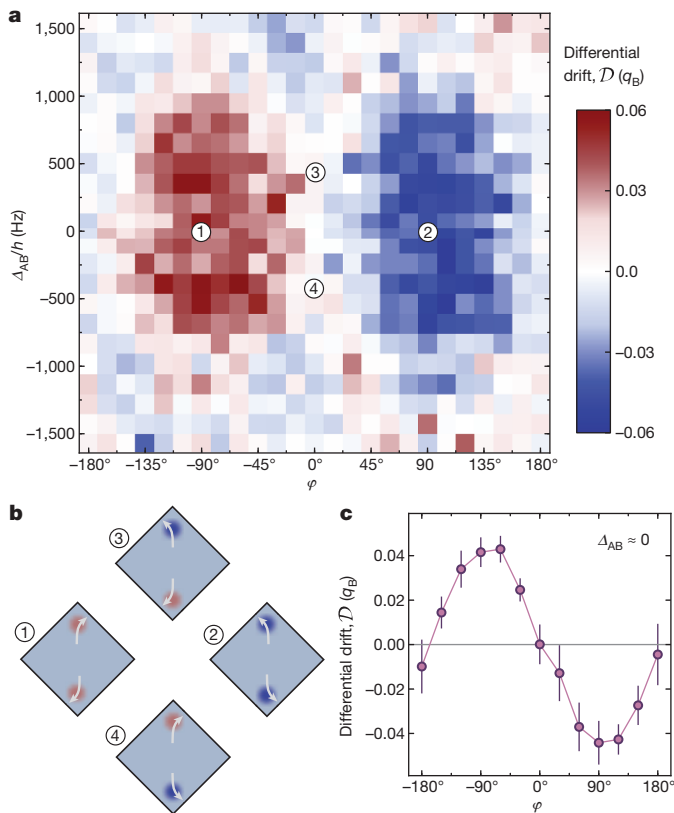 a
1,500
1,000
500
0
−500
−1,000
−1,500
Δ_AB/h (Hz)
−180° −135° −90° −45° 0° 45° 90° 135° 180°
φ
① ② ③ ④
Differential
drift, 𝒟 (q_B)
0.06
0.03
0.0
−0.03
−0.06
b
③
① ②
④
c
Δ_AB ≈ 0
Differential drift, 𝒟 (q_B)
0.04
0.02
0.00
−0.02
−0.04
−180° −90° 0° 90° 180°
φ